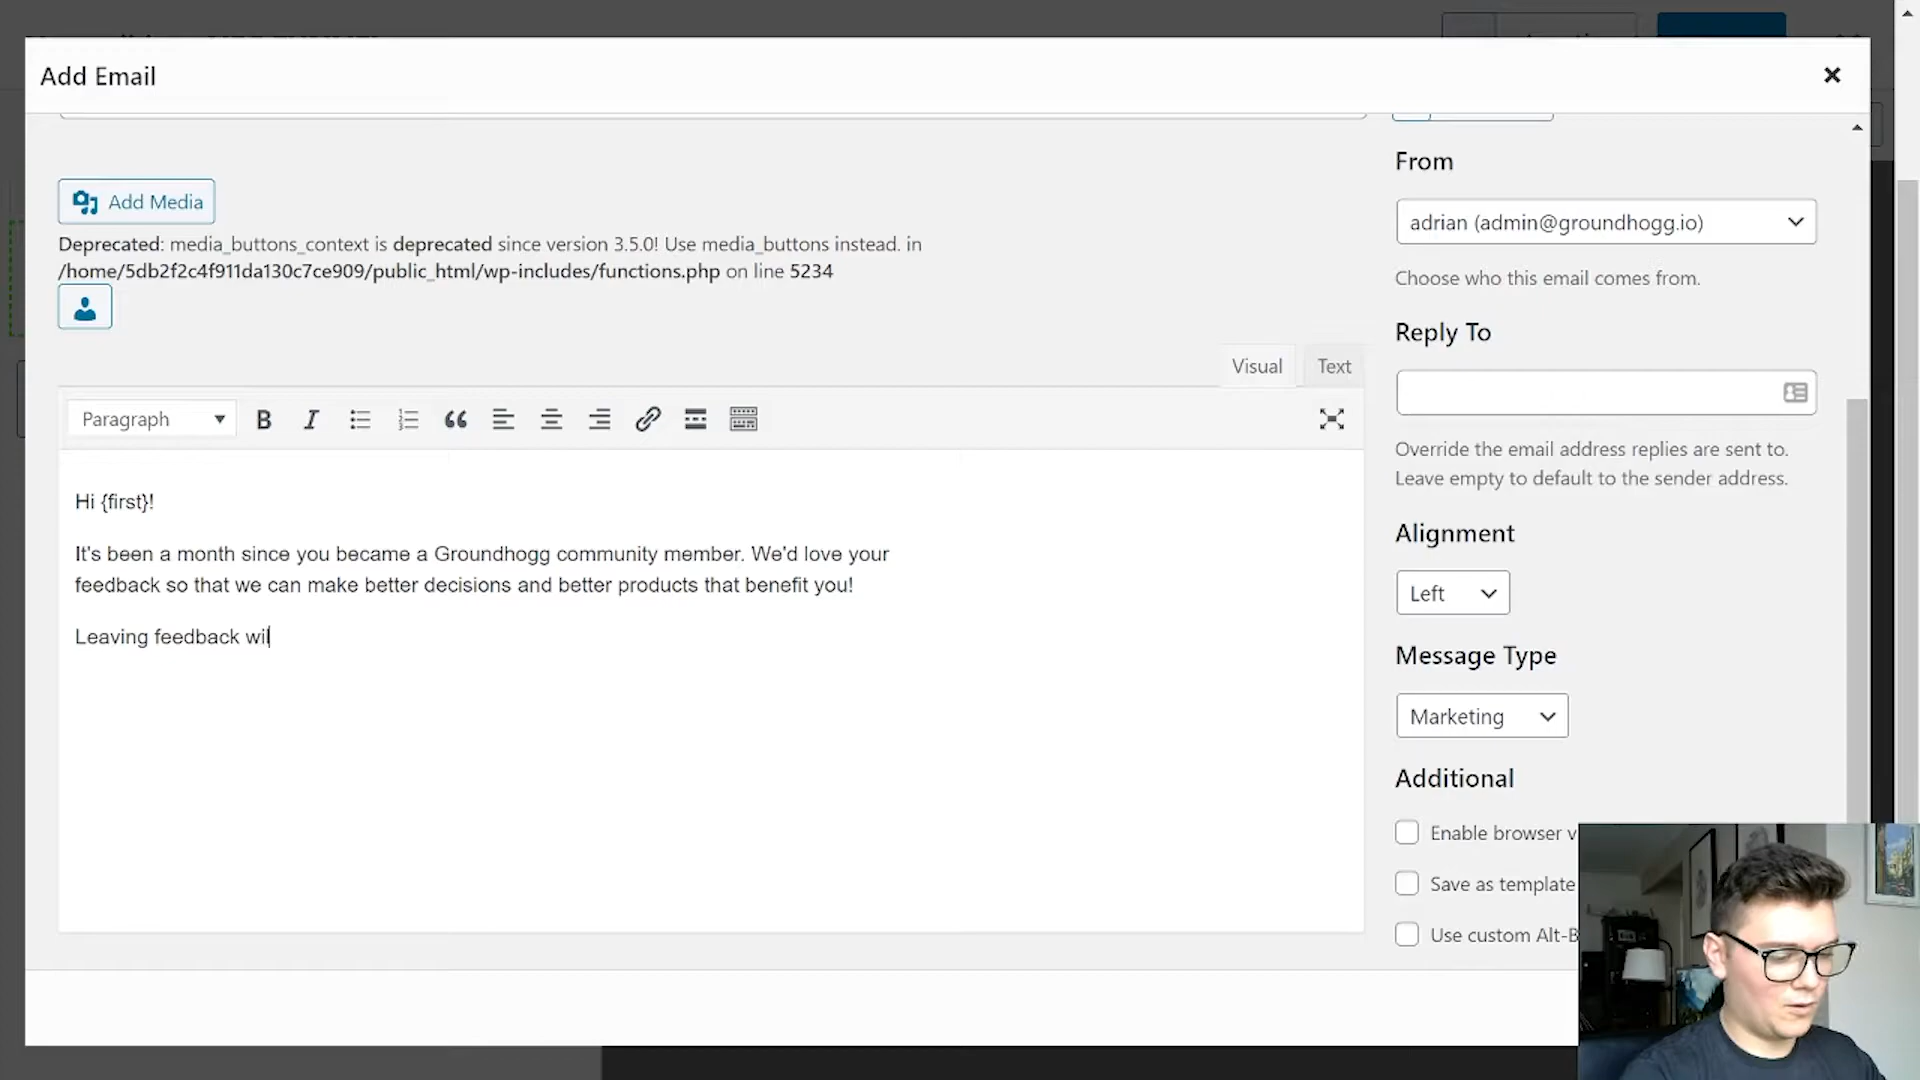 Add Email
Add Media
Deprecated: media_buttons_context is deprecated since version 3.5.0! Use media_buttons instead. in
/home/5db2f2c4f911da130c7ce909/public_html/wp-includes/functions.php on line 5234
Visual Text
Paragraph
Hi {first}!
It's been a month since you became a Groundhogg community member. We'd love your
feedback so that we can make better decisions and better products that benefit you!
Leaving feedback wil
From
adrian (admin@groundhogg.io)
Choose who this email comes from.
Reply To
Override the email address replies are sent to.
Leave empty to default to the sender address.
Alignment
Left
Message Type
Marketing
Additional
Enable browser v
Save as template
Use custom Alt-B